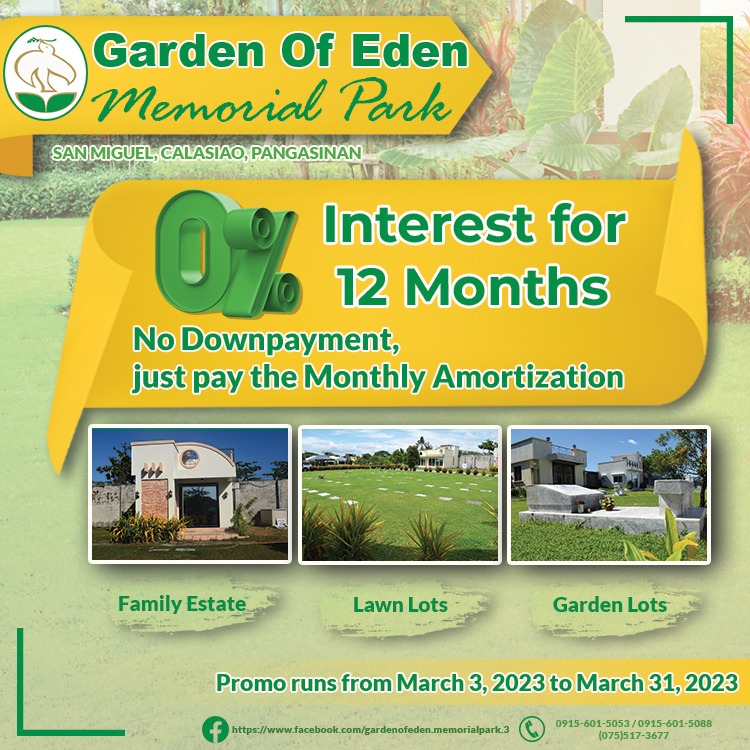 Garden Of Eden
Memorial Park
SAN MIGUEL, CALASIAO, PANGASINAN
0% Interest for
12 Months
No Downpayment,
just pay the Monthly Amortization
Family Estate
Lawn Lots
Garden Lots
Promo runs from March 3, 2023 to March 31, 2023
https://www.facebook.com/gardenofeden.memorialpark.3
0915-601-5053 / 0915-601-5088
(075)517-3677